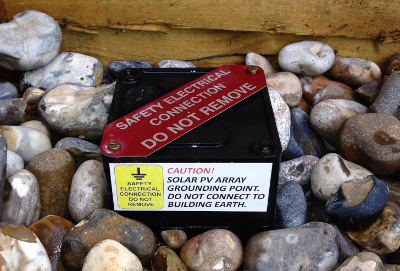 SAFETY ELECTRICAL
CONNECTION
DO NOT REMOVE
CAUTION!
SOLAR PV ARRAY
GROUNDING POINT.
DO NOT CONNECT TO
BUILDING EARTH.
SAFETY
ELECTRICAL
CONNECTION
DO NOT
REMOVE